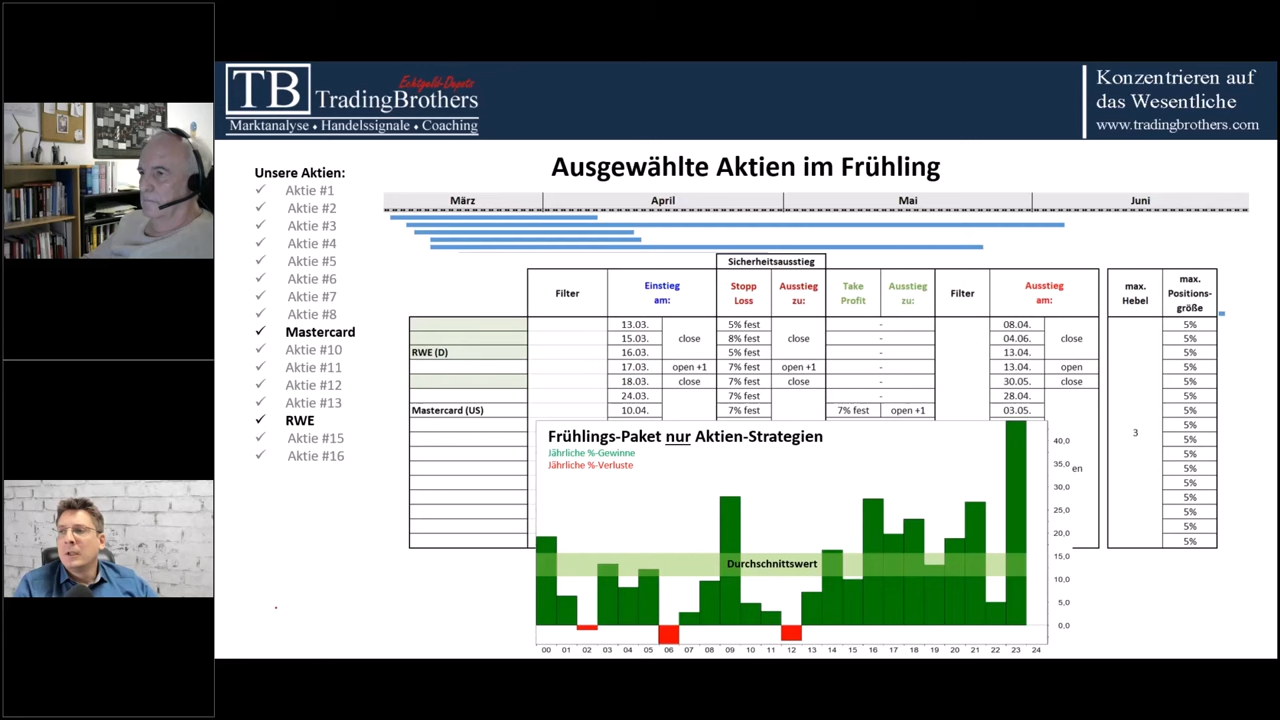 TB
Echtgeld-Depots
TradingBrothers
Marktanalyse ♦ Handelssignale ♦ Coaching
Konzentrieren auf
das Wesentliche
www.tradingbrothers.com
Ausgewählte Aktien im Frühling
Unsere Aktien:
✓ Aktie #1
✓ Aktie #2
✓ Aktie #3
✓ Aktie #4
✓ Aktie #5
✓ Aktie #6
✓ Aktie #7
✓ Aktie #8
✓ Mastercard
✓ Aktie #10
✓ Aktie #11
✓ Aktie #12
✓ Aktie #13
✓ RWE
✓ Aktie #15
✓ Aktie #16
März April Mai Juni
Sicherheitsausstieg
Filter Einstieg am: Stopp Loss Ausstieg zu: Take Profit Ausstieg zu: Filter Ausstieg am: max. Hebel max. Positions-größe
13.03. 5% fest - 08.04. 5%
15.03. close 8% fest close - 04.06. close 5%
RWE (D) 16.03. 5% fest - 13.04. 5%
17.03. open +1 7% fest open +1 - 13.04. open 5%
18.03. close 7% fest close - 30.05. close 5%
24.03. 7% fest - 28.04. 5%
Mastercard (US) 10.04. 7% fest 7% fest open +1 03.05. 5%
5%
3
5%
5%
en 5%
5%
5%
5%
5%
5%
Frühlings-Paket nur Aktien-Strategien
Jährliche %-Gewinne
Jährliche %-Verluste
Durchschnittswert
40,0
35,0
30,0
25,0
20,0
15,0
10,0
5,0
0,0
00 01 02 03 04 05 06 07 08 09 10 11 12 13 14 15 16 17 18 19 20 21 22 23 24